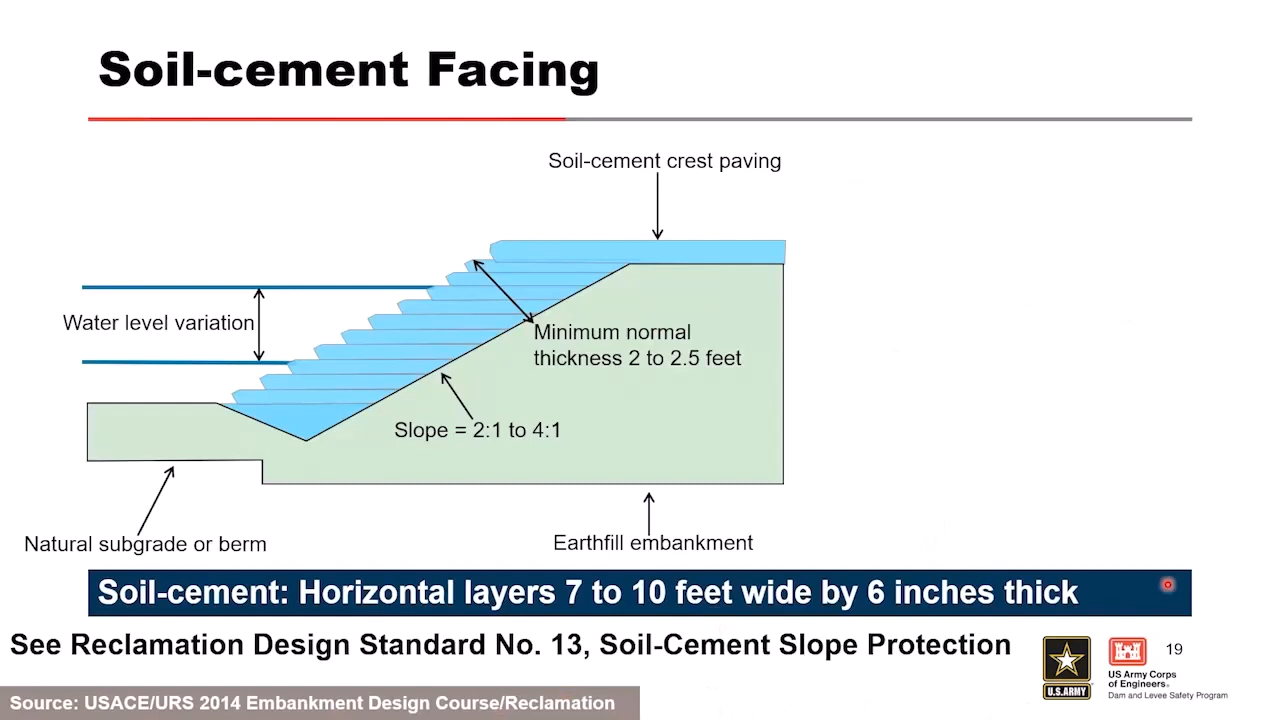 Soil-cement Facing
Soil-cement crest paving
Water level variation
Minimum normal
thickness 2 to 2.5 feet
Slope = 2:1 to 4:1
Natural subgrade or berm
Earthfill embankment
Soil-cement: Horizontal layers 7 to 10 feet wide by 6 inches thick
See Reclamation Design Standard No. 13, Soil-Cement Slope Protection
U.S. ARMY
US Army Corps
of Engineers®
Dam and Levee Safety Program
19
Source: USACE/URS 2014 Embankment Design Course/Reclamation